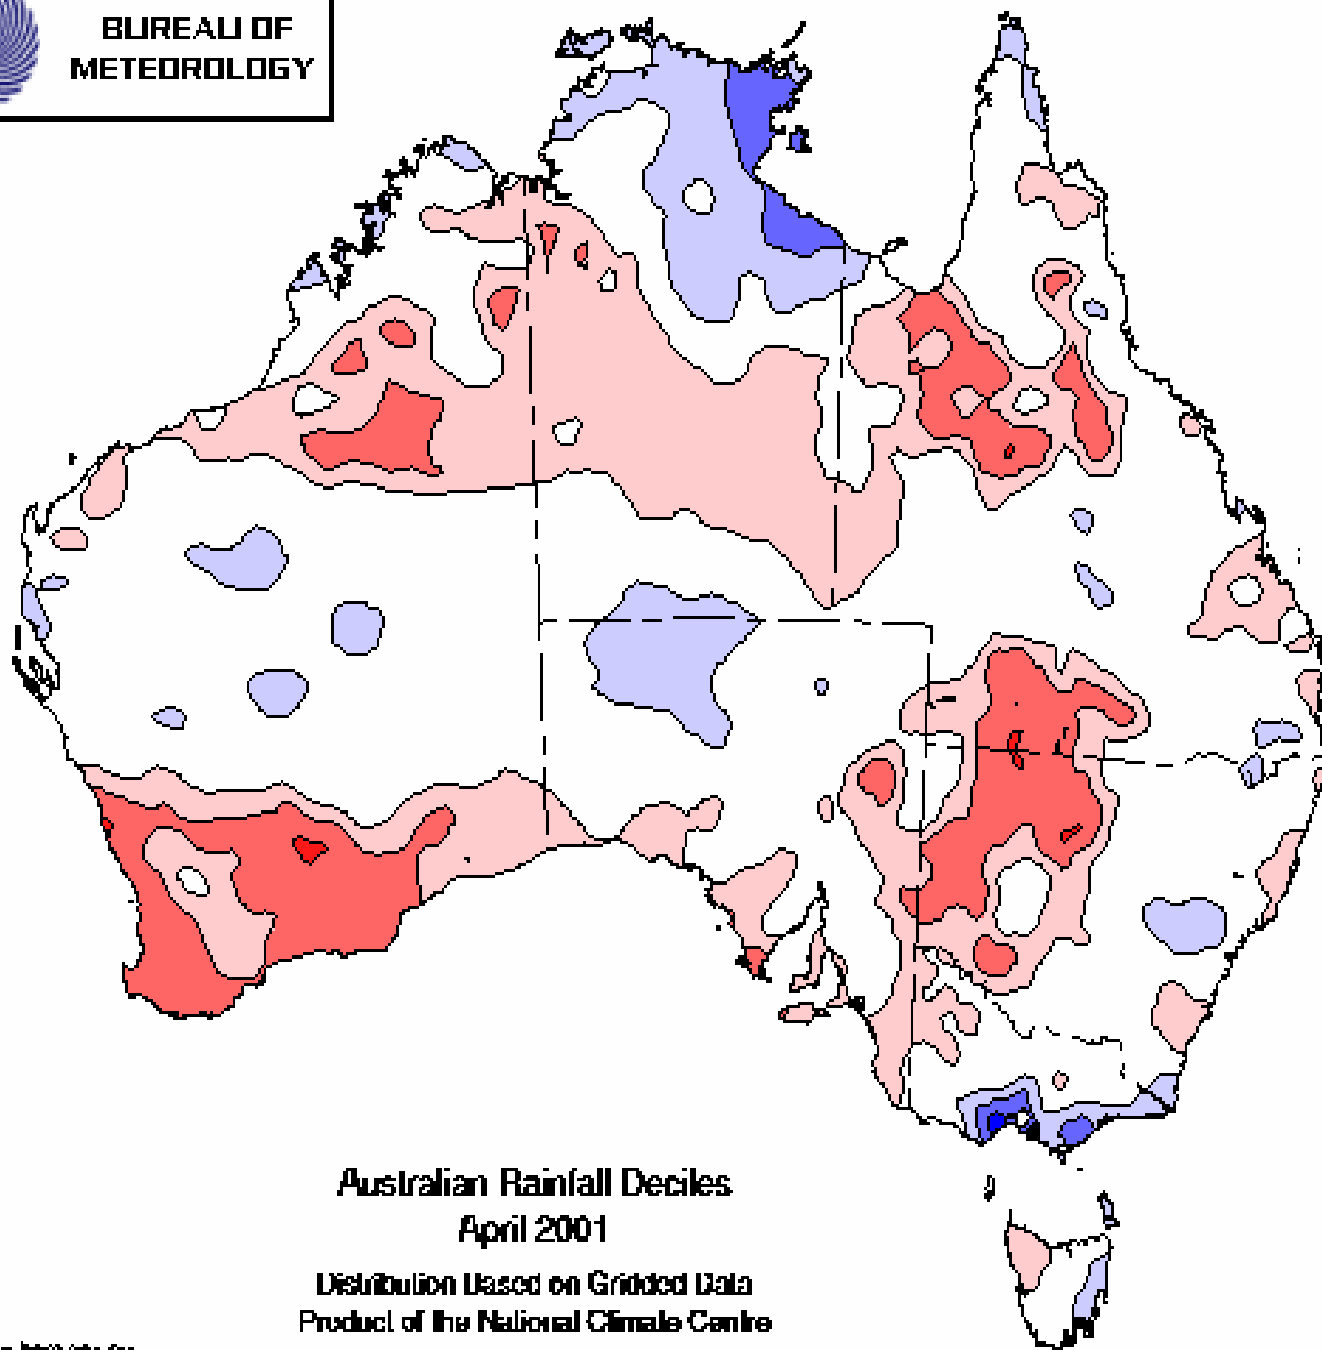 BUREAU OF
METEOROLOGY
Australian Rainfall Deciles
April 2001
Distribution Based on Gridded Data
Product of the National Climate Centre